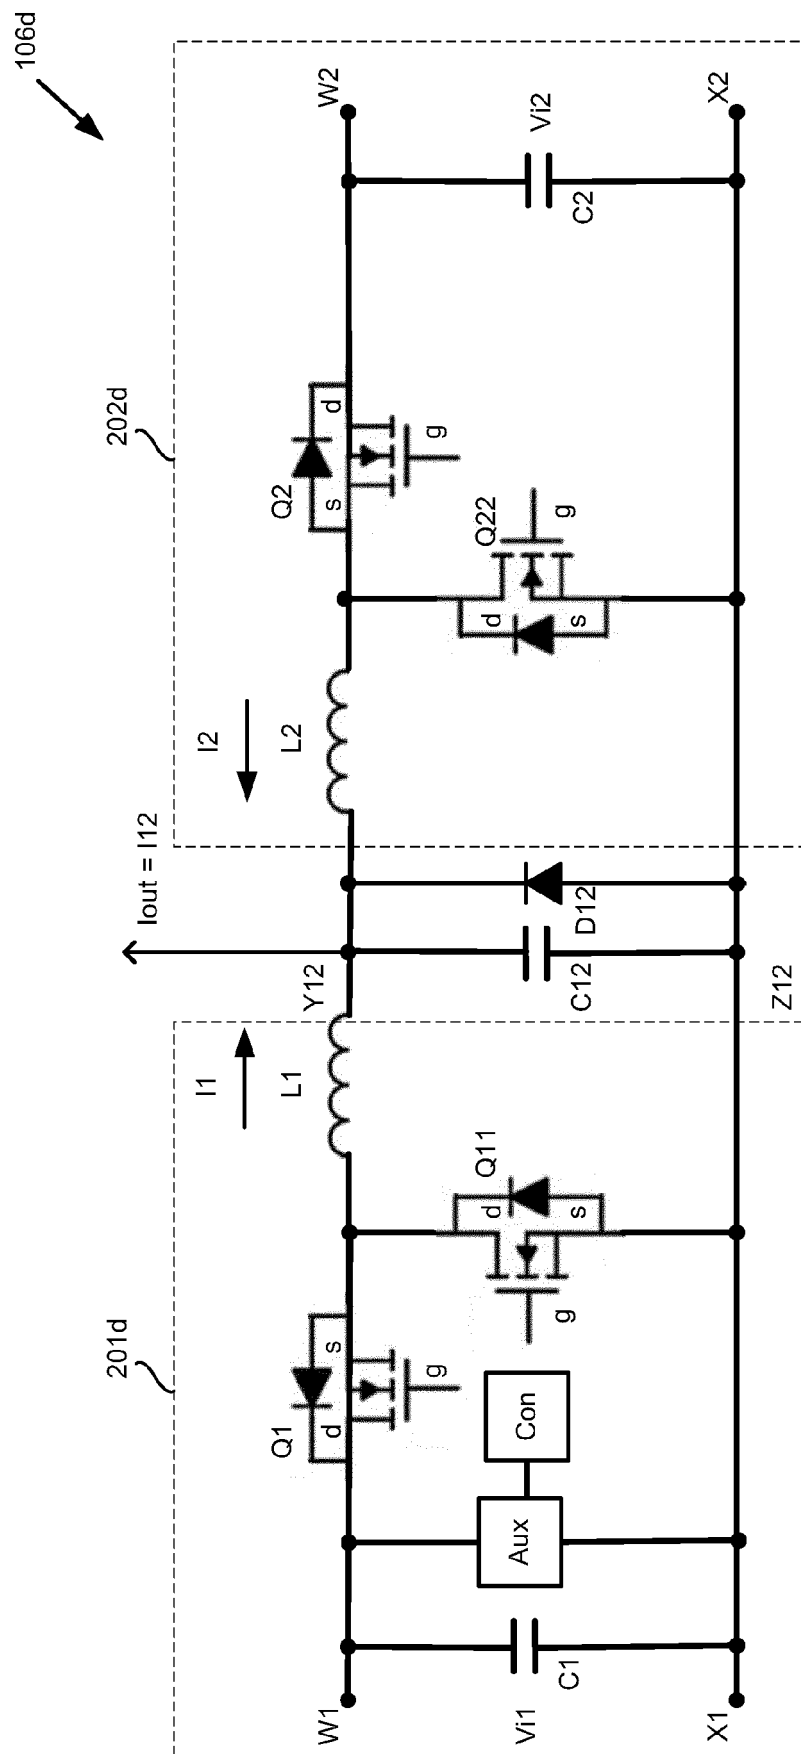 106d
201d
202d
Iout = I12
I1
I2
Q1
d
s
g
L1
Y12
L2
Q2
s
d
g
W1
W2
Q11
d
s
g
Q22
d
s
g
Aux
Con
Vi1
C1
C12
D12
C2
Vi2
X1
Z12
X2